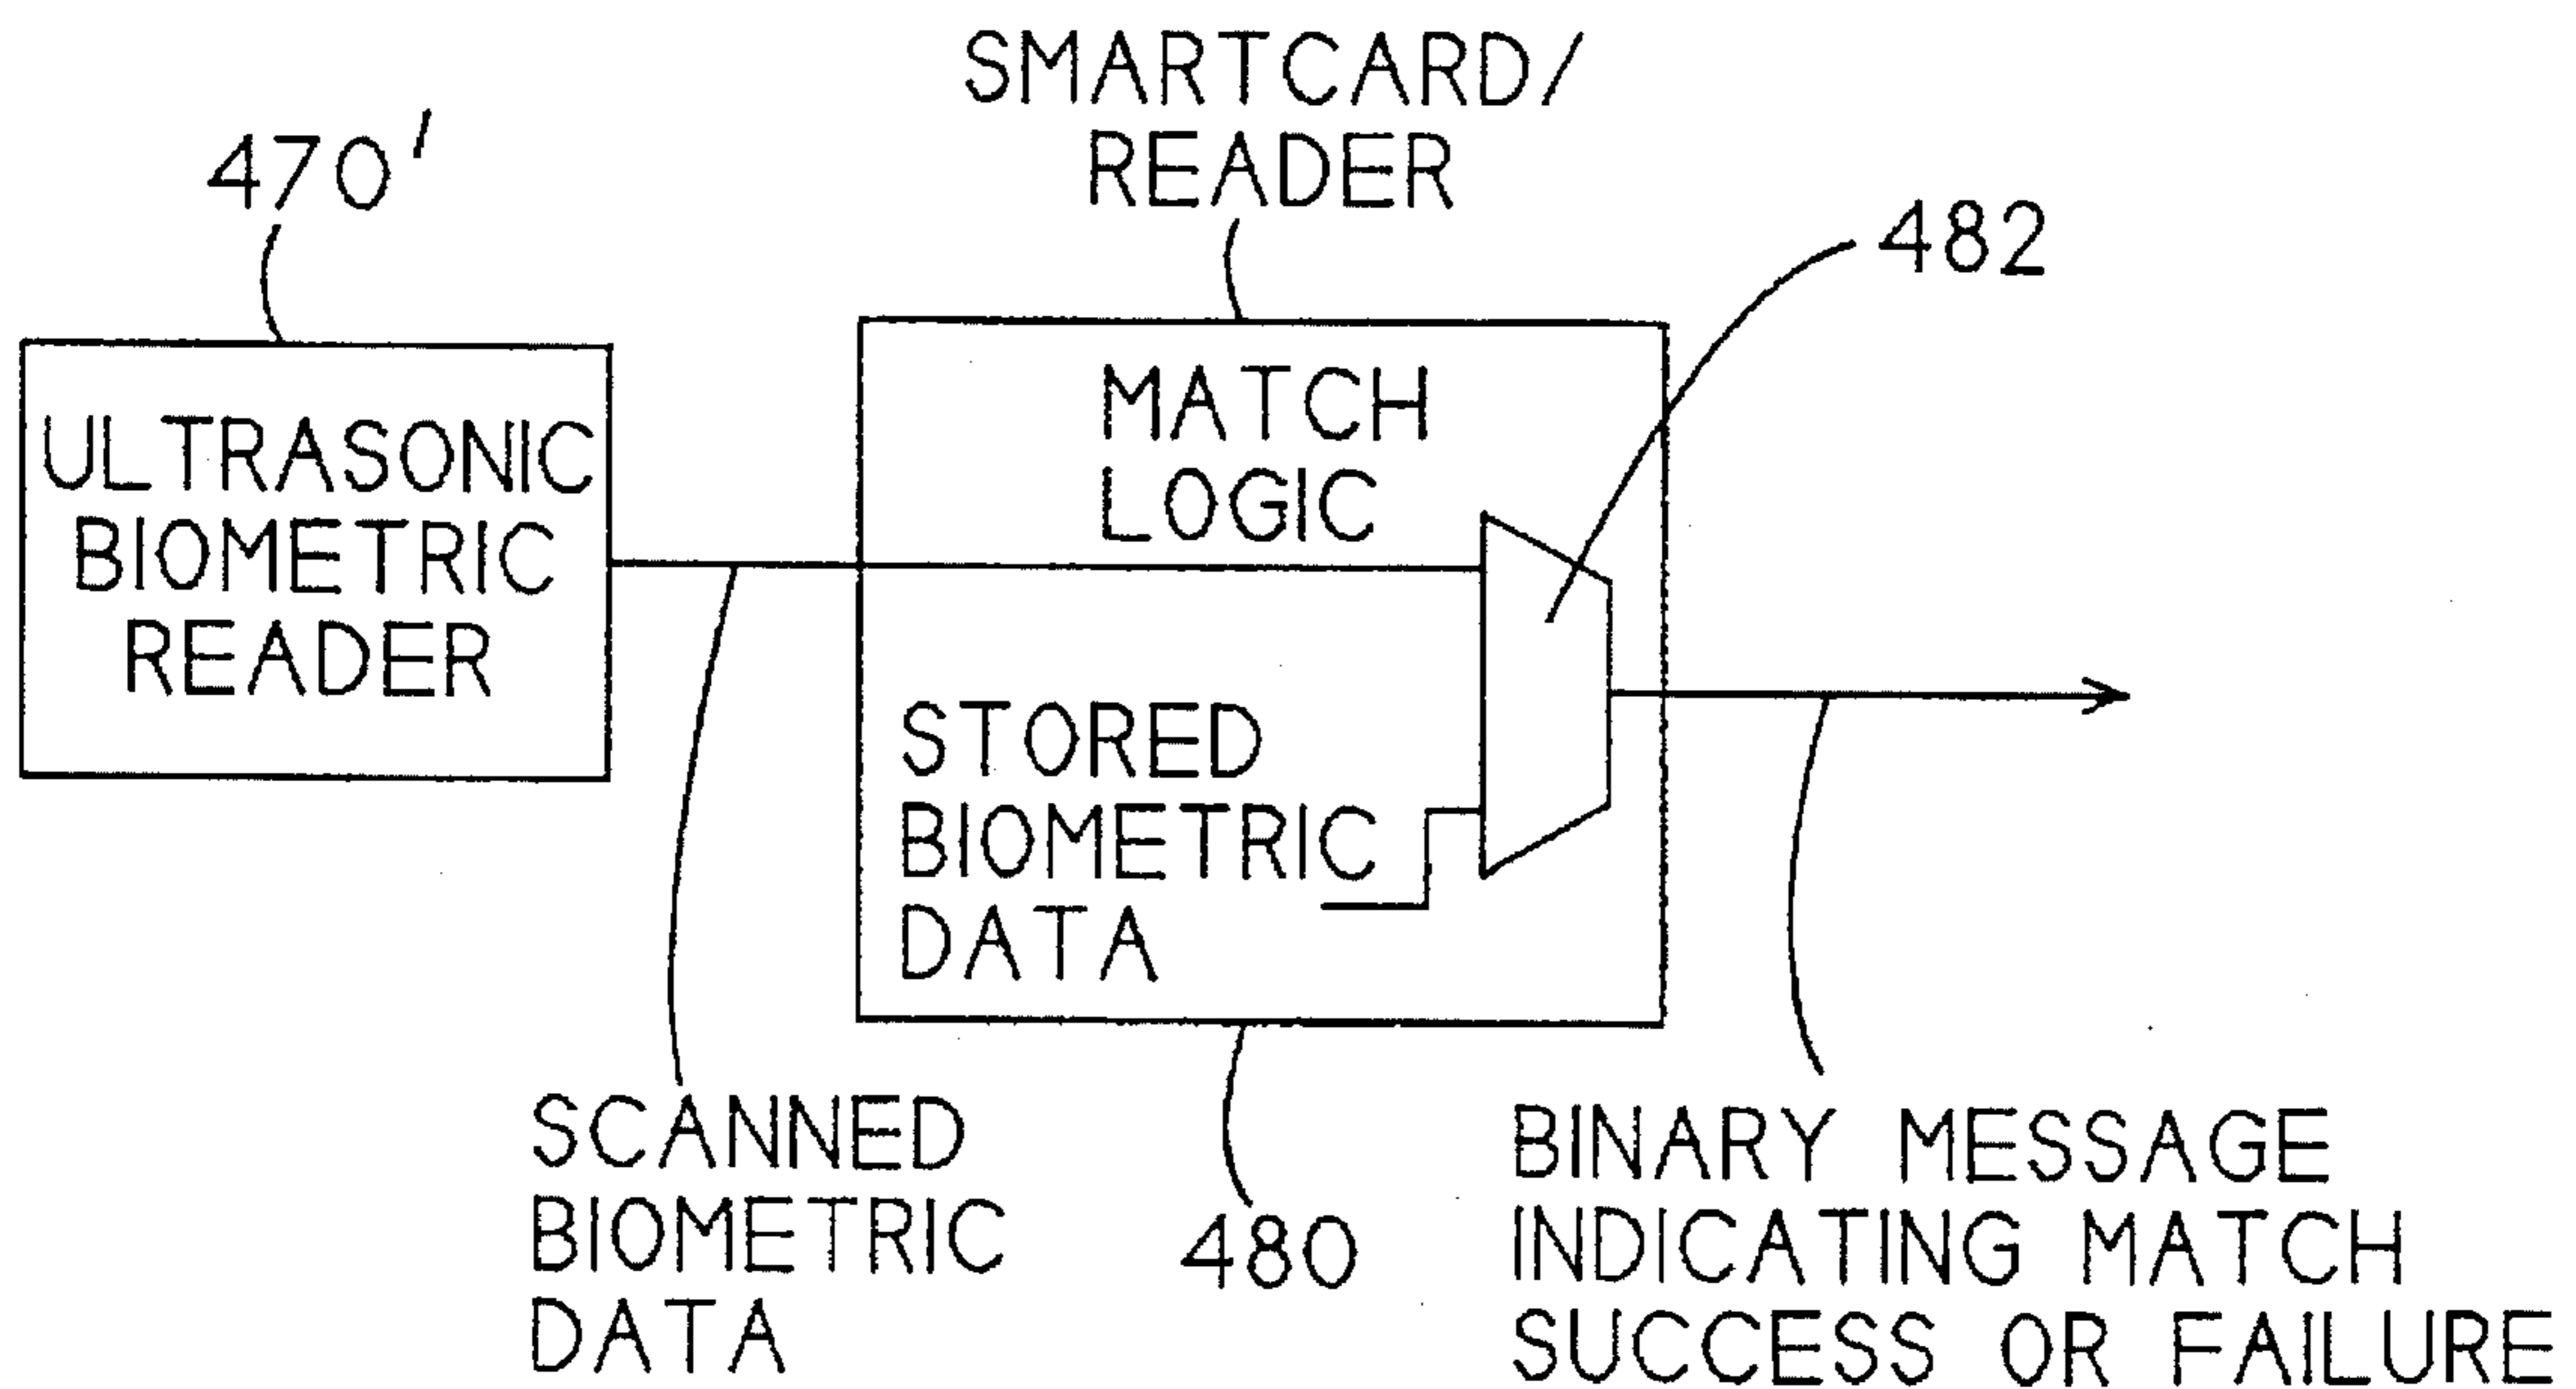 SMARTCARD/
READER
470'
482
ULTRASONIC
BIOMETRIC
READER
MATCH
LOGIC
STORED
BIOMETRIC
DATA
SCANNED
BIOMETRIC
DATA
480
BINARY MESSAGE
INDICATING MATCH
SUCCESS OR FAILURE